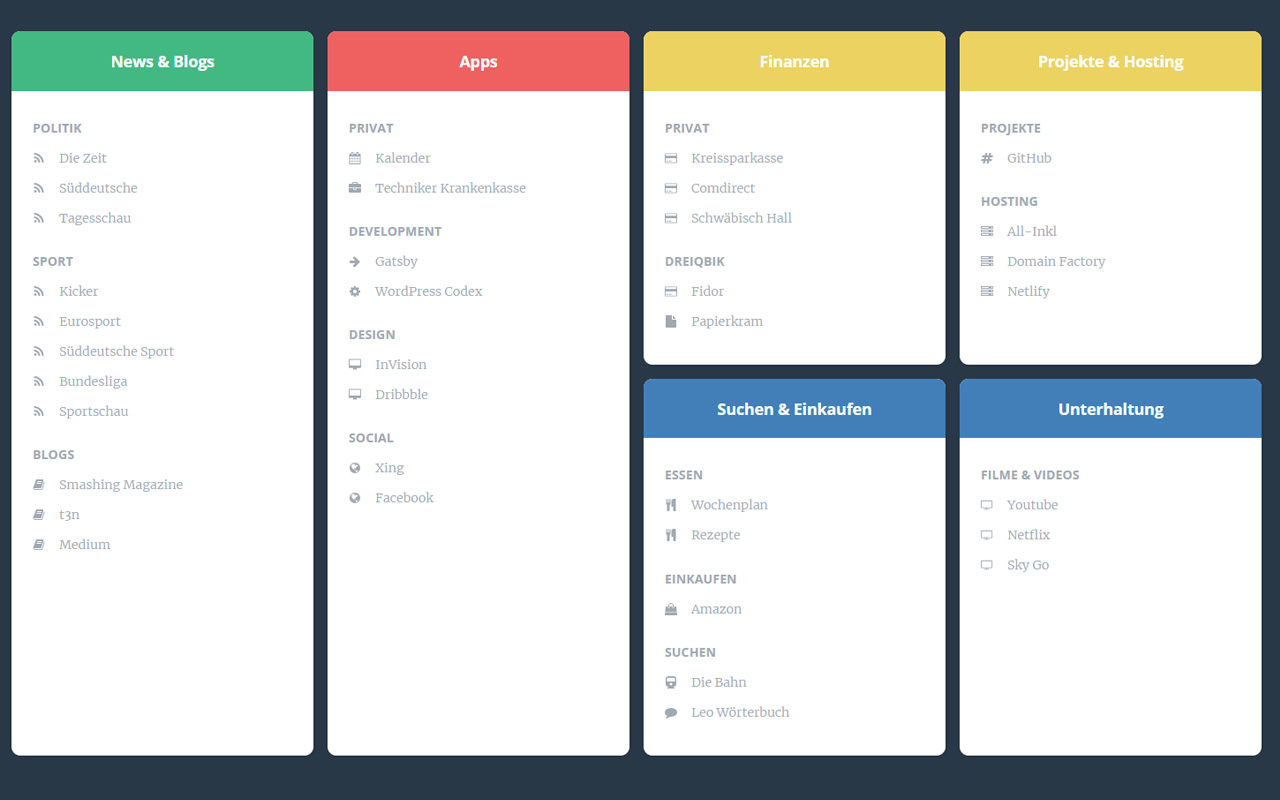 News & Blogs
POLITIK
Die Zeit
Süddeutsche
Tagesschau
SPORT
Kicker
Eurosport
Süddeutsche Sport
Bundesliga
Sportschau
BLOGS
Smashing Magazine
t3n
Medium
Apps
PRIVAT
Kalender
Techniker Krankenkasse
DEVELOPMENT
Gatsby
WordPress Codex
DESIGN
InVision
Dribbble
SOCIAL
Xing
Facebook
Finanzen
PRIVAT
Kreissparkasse
Comdirect
Schwäbisch Hall
DREIQBIK
Fidor
Papierkram
Projekte & Hosting
PROJEKTE
GitHub
HOSTING
All-Inkl
Domain Factory
Netlify
Suchen & Einkaufen
ESSEN
Wochenplan
Rezepte
EINKAUFEN
Amazon
SUCHEN
Die Bahn
Leo Wörterbuch
Unterhaltung
FILME & VIDEOS
Youtube
Netflix
Sky Go